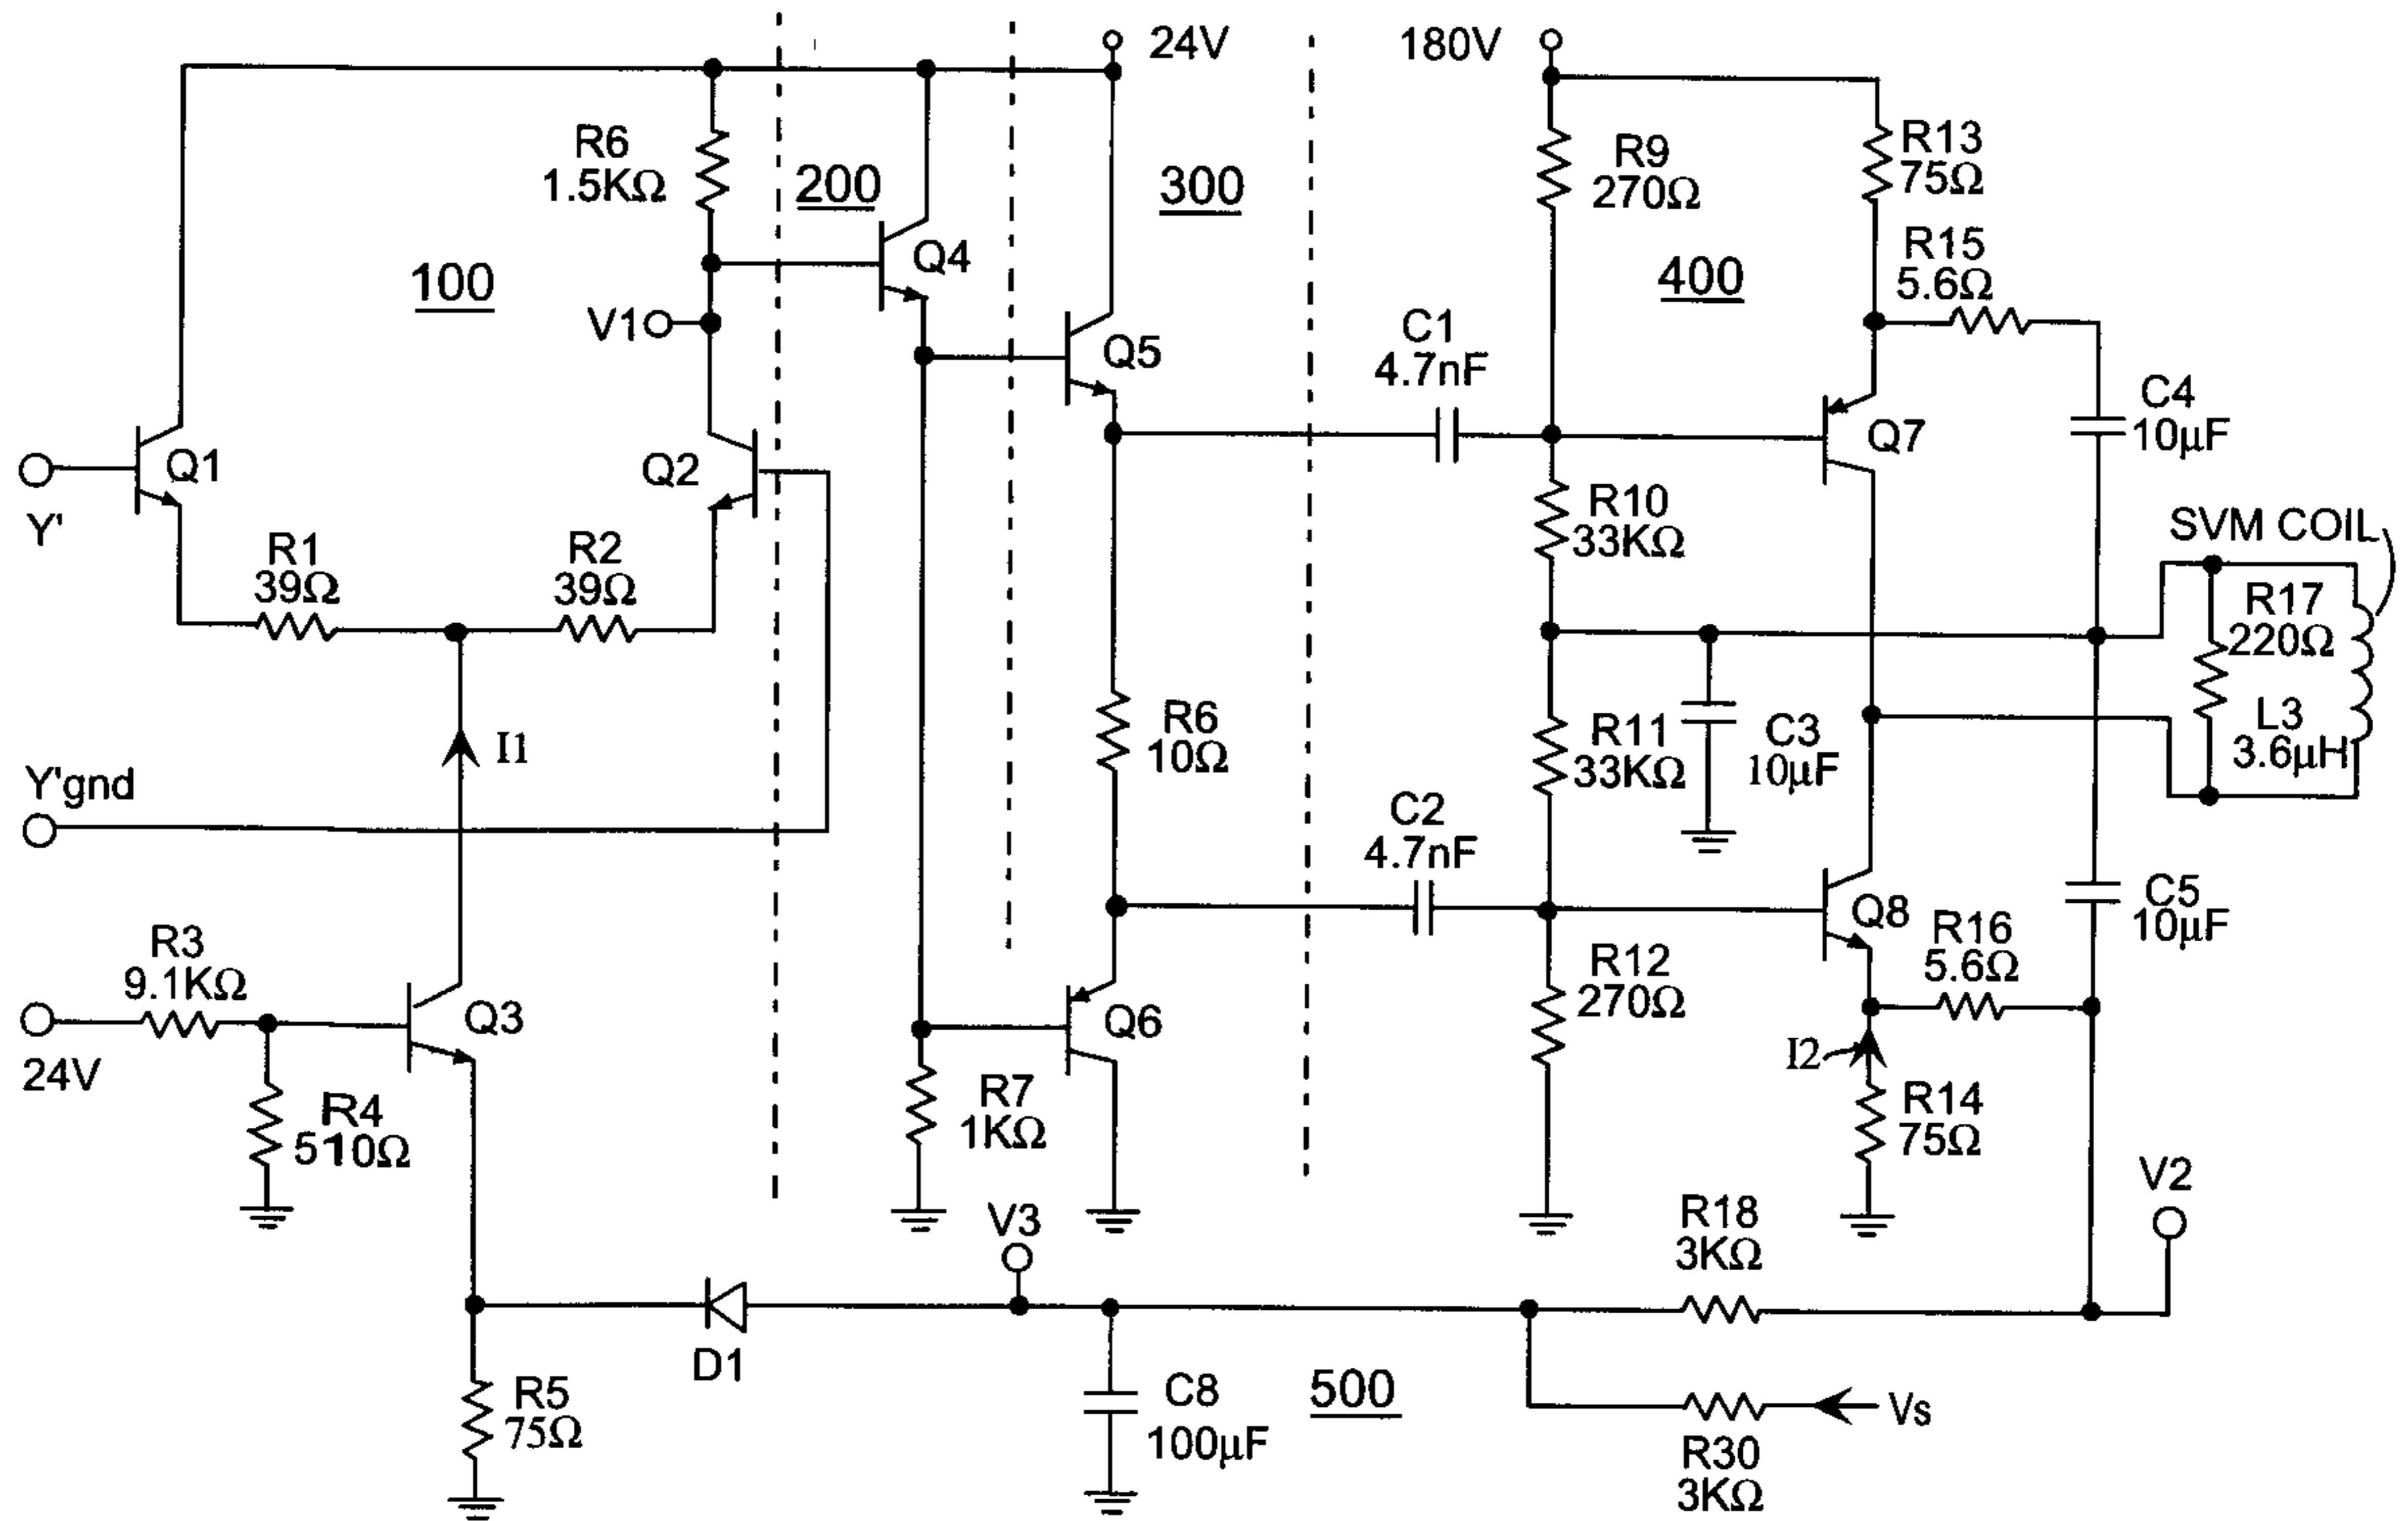 24V
180V
R6
1.5KΩ
200
300
R9
270Ω
R13
75Ω
100
Q4
400
R15
5.6Ω
V1
Q5
C1
4.7nF
C4
10µF
Q1
Q2
Q7
Y'
R1
39Ω
R2
39Ω
R10
33KΩ
SVM COIL
R17
220Ω
I1
R6
10Ω
R11
33KΩ
C3
10µF
L3
3.6µH
Y'gnd
C2
4.7nF
R3
9.1KΩ
Q3
Q6
Q8
R16
5.6Ω
C5
10µF
R12
270Ω
24V
R4
510Ω
R7
1KΩ
I2
R14
75Ω
V3
R18
3KΩ
V2
D1
R5
75Ω
C8
100µF
500
Vs
R30
3KΩ